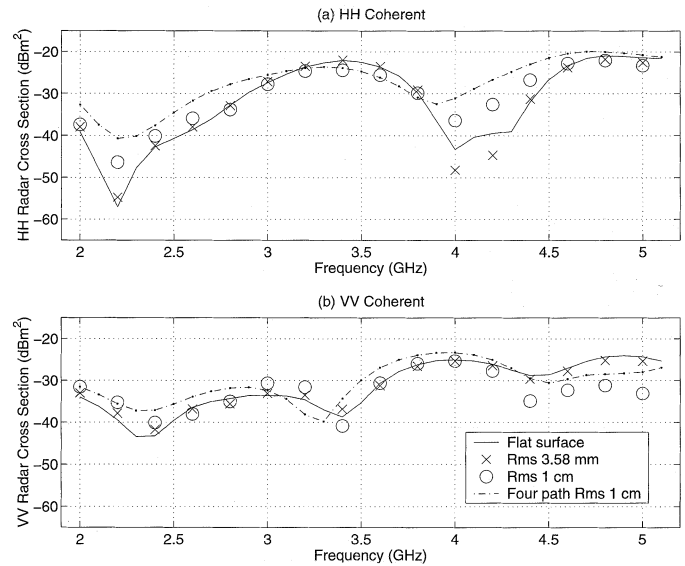 (a) HH Coherent
HH Radar Cross Section (dBm²)
−20
−30
−40
−50
−60
2
2.5
3
3.5
4
4.5
5
Frequency (GHz)
(b) VV Coherent
VV Radar Cross Section (dBm²)
−20
−30
−40
−50
−60
Flat surface
Rms 3.58 mm
Rms 1 cm
Four path Rms 1 cm
2
2.5
3
3.5
4
4.5
5
Frequency (GHz)